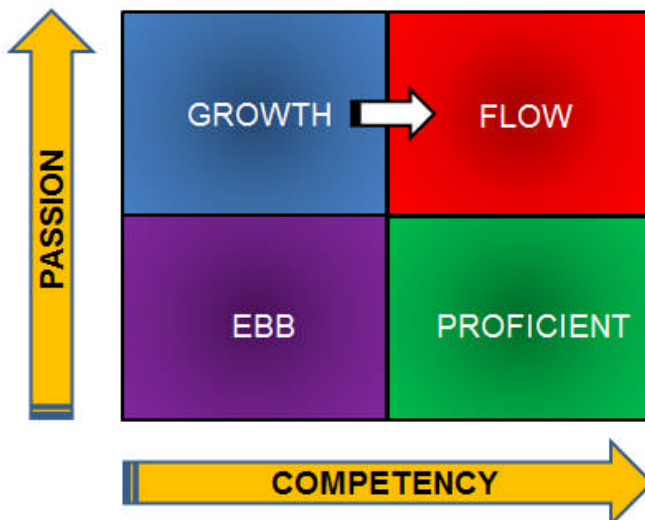 PASSION
GROWTH
FLOW
EBB
PROFICIENT
COMPETENCY